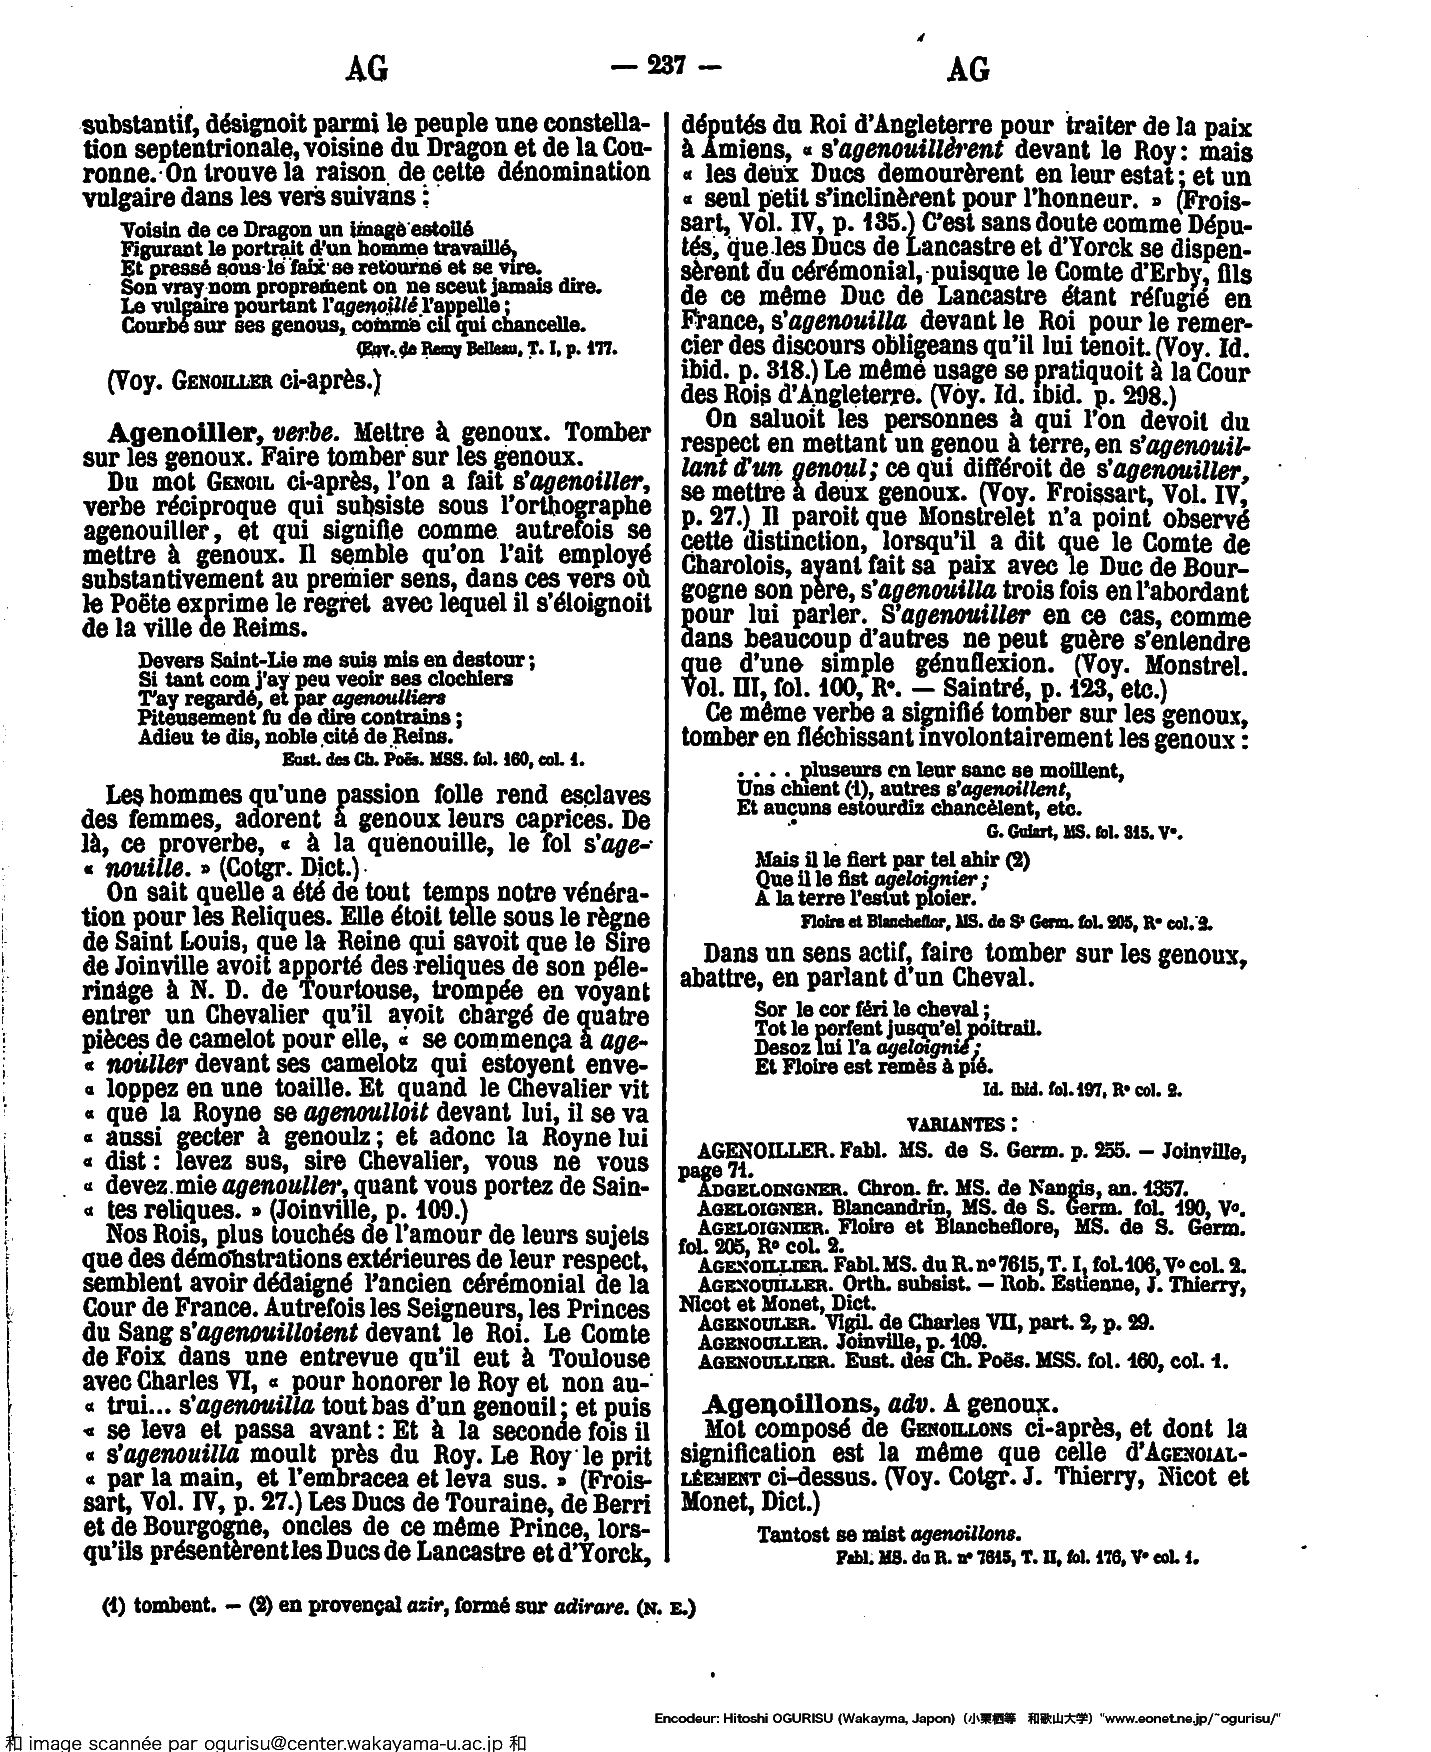 AG
— 237 —
AG
substantif, désignoit parmi le peuple une constella-
tion septentrionale, voisine du Dragon et de la Cou-
ronne. On trouve la raison de cette dénomination
vulgaire dans les vers suivans :
Voisin de ce Dragon un image estoilé
Figurant le portrait d'un homme travaillé,
Et pressé sous le faix se retourne et se vire.
Son vray nom proprement on ne sceut jamais dire.
Le vulgaire pourtant l'agenoillé l'appelle ;
Courbé sur ses genous, comme cil qui chancelle.
(Euv. de Remy Belleau, T. I, p. 177.
(Voy. GENOILLER ci-après.)
Agenoiller, verbe. Mettre à genoux. Tomber
sur les genoux. Faire tomber sur les genoux.
Du mot GENOIL ci-après, l'on a fait s'agenoiller,
verbe réciproque qui subsiste sous l'orthographe
agenouiller, et qui signifie comme autrefois se
mettre à genoux. Il semble qu'on l'ait employé
substantivement au premier sens, dans ces vers où
le Poëte exprime le regret avec lequel il s'éloignoit
de la ville de Reims.
Devers Saint-Lie me suis mis en destour ;
Si tant com j'ay peu veoir ses clochiers
T'ay regardé, et par agenoulliers
Piteusement fu de dire contrains ;
Adieu te dis, noble cité de Reins.
Eust. des Ch. Poës. MSS. fol. 160, col. 1.
Les hommes qu'une passion folle rend esclaves
des femmes, adorent à genoux leurs caprices. De
là, ce proverbe, « à la quenouille, le fol s'age-
« nouille. » (Cotgr. Dict.)
On sait quelle a été de tout temps notre vénéra-
tion pour les Reliques. Elle étoit telle sous le règne
de Saint Louis, que la Reine qui savoit que le Sire
de Joinville avoit apporté des reliques de son péle-
rinage à N. D. de Tourtouse, trompée en voyant
entrer un Chevalier qu'il avoit chargé de quatre
pièces de camelot pour elle, « se commença à age-
« nouller devant ses camelotz qui estoyent enve-
« loppez en une toaille. Et quand le Chevalier vit
« que la Royne se agenoulloit devant lui, il se va
« aussi gecter à genoulz ; et adonc la Royne lui
« dist : levez sus, sire Chevalier, vous ne vous
« devez mie agenouller, quant vous portez de Sain-
« tes reliques. » (Joinville, p. 109.)
Nos Rois, plus touchés de l'amour de leurs sujets
que des démonstrations extérieures de leur respect,
semblent avoir dédaigné l'ancien cérémonial de la
Cour de France. Autrefois les Seigneurs, les Princes
du Sang s'agenouilloient devant le Roi. Le Comte
de Foix dans une entrevue qu'il eut à Toulouse
avec Charles VI, « pour honorer le Roy et non au-
« trui... s'agenouilla tout bas d'un genouil ; et puis
« se leva et passa avant : Et à la seconde fois il
« s'agenouilla moult près du Roy. Le Roy le prit
« par la main, et l'embracea et leva sus. » (Frois-
sart, Vol. IV, p. 27.) Les Ducs de Touraine, de Berri
et de Bourgogne, oncles de ce même Prince, lors-
qu'ils présentèrent les Ducs de Lancastre et d'Yorck,
députés du Roi d'Angleterre pour traiter de la paix
à Amiens, « s'agenouillèrent devant le Roy : mais
« les deux Ducs demourèrent en leur estat ; et un
« seul petit s'inclinèrent pour l'honneur. » (Frois-
sart, Vol. IV, p. 135.) C'est sans doute comme Dépu-
tés, que les Ducs de Lancastre et d'Yorck se dispen-
sèrent du cérémonial, puisque le Comte d'Erby, fils
de ce même Duc de Lancastre étant réfugié en
France, s'agenouilla devant le Roi pour le remer-
cier des discours obligeans qu'il lui tenoit. (Voy. Id.
ibid. p. 318.) Le même usage se pratiquoit à la Cour
des Rois d'Angleterre. (Voy. Id. ibid. p. 298.)
On saluoit les personnes à qui l'on devoit du
respect en mettant un genou à terre, en s'agenouil-
lant d'un genoul ; ce qui différoit de s'agenouiller,
se mettre à deux genoux. (Voy. Froissart, Vol. IV,
p. 27.) Il paroit que Monstrelet n'a point observé
cette distinction, lorsqu'il a dit que le Comte de
Charolois, ayant fait sa paix avec le Duc de Bour-
gogne son père, s'agenouilla trois fois en l'abordant
pour lui parler. S'agenouiller en ce cas, comme
dans beaucoup d'autres ne peut guère s'entendre
que d'une simple génuflexion. (Voy. Monstrel.
Vol. III, fol. 100, R°. — Saintré, p. 123, etc.)
Ce même verbe a signifié tomber sur les genoux,
tomber en fléchissant involontairement les genoux :
. . . . pluseurs en leur sanc se moillent,
Uns chient (1), autres s'agenoillent,
Et aucuns estourdiz chancèlent, etc.
G. Guiart, MS. fol. 315. V°.
Mais il le fiert par tel ahir (2)
Que il le fist ageloignier ;
A la terre l'estut ploier.
Floire et Blancheflor, MS. de St Germ. fol. 205, R° col. 2.
Dans un sens actif, faire tomber sur les genoux,
abattre, en parlant d'un Cheval.
Sor le cor féri le cheval ;
Tot le porfent jusqu'el poitrail.
Desoz lui l'a ageloignié ;
Et Floire est remès à pié.
Id. ibid. fol. 197, R° col. 2.
VARIANTES :
AGENOILLER. Fabl. MS. de S. Germ. p. 255. — Joinville,
page 71.
ADGELOINGNER. Chron. fr. MS. de Nangis, an. 1357.
AGELOIGNER. Blancandrin, MS. de S. Germ. fol. 190, V°.
AGELOIGNIER. Floire et Blancheflore, MS. de S. Germ.
fol. 205, R° col. 2.
AGENOILLIER. Fabl. MS. du R. n° 7615, T. I, fol. 106, V° col. 2.
AGENOUILLER. Orth. subsist. — Rob. Estienne, J. Thierry,
Nicot et Monet, Dict.
AGENOULER. Vigil. de Charles VII, part. 2, p. 29.
AGENOULLER. Joinville, p. 109.
AGENOULLIER. Eust. des Ch. Poës. MSS. fol. 160, col. 1.
Agenoillons, adv. A genoux.
Mot composé de GENOILLONS ci-après, et dont la
signification est la même que celle d'AGENOIAL-
LÉEMENT ci-dessus. (Voy. Cotgr. J. Thierry, Nicot et
Monet, Dict.)
Tantost se mist agenoillons.
Fabl. MS. du R. n° 7615, T. II, fol. 176, V° col. 1.
(1) tombent. — (2) en provençal azir, formé sur adirare. (N. E.)
Encodeur: Hitoshi OGURISU (Wakayma, Japon) (小栗栖等 和歌山大学) "www.eonet.ne.jp/~ogurisu/"
和 image scannée par ogurisu@center.wakayama-u.ac.jp 和